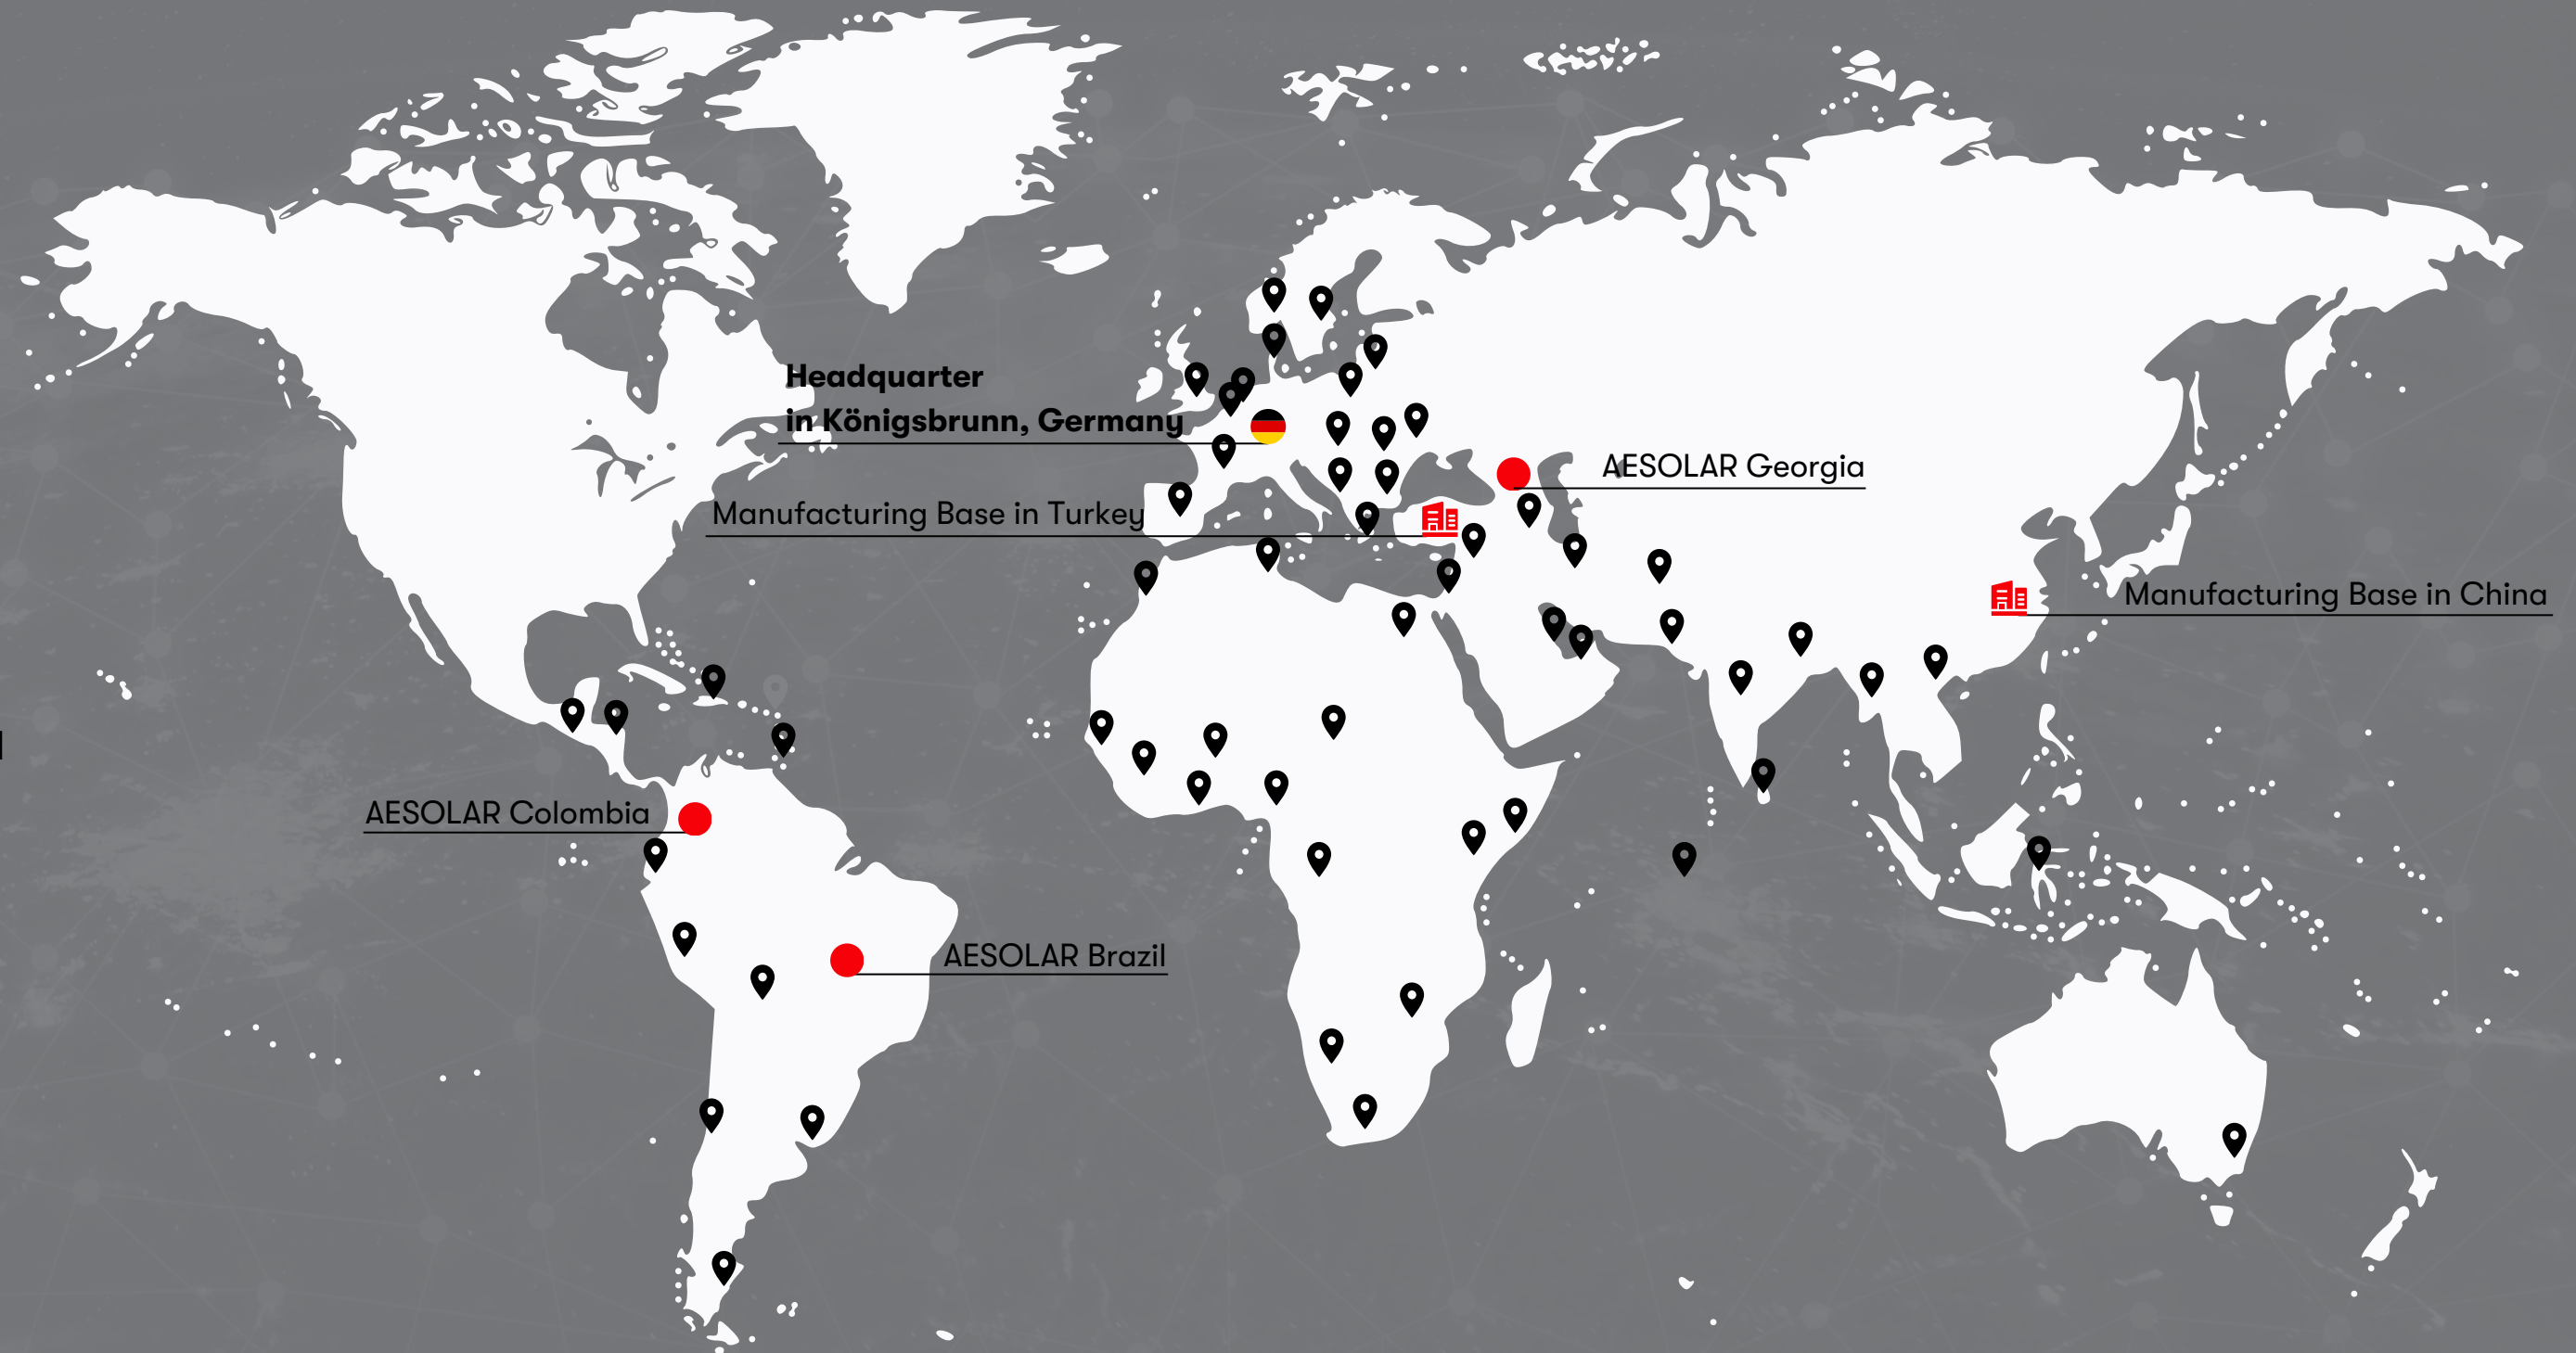 Headquarter
in Königsbrunn, Germany
AESOLAR Georgia
Manufacturing Base in Turkey
Manufacturing Base in China
AESOLAR Colombia
AESOLAR Brazil